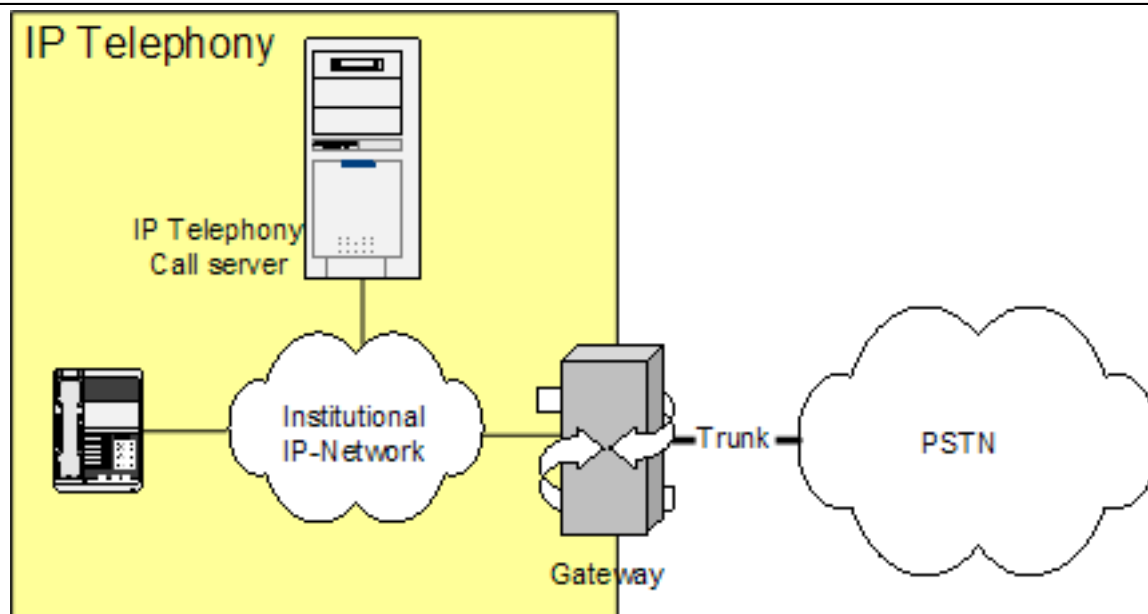 IP Telephony
IP Telephony
Call server
Institutional
IP-Network
Trunk
PSTN
Gateway